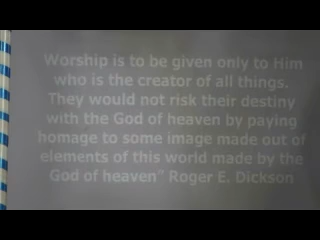 Worship is to be given only to Him
who is the creator of all things.
They would not risk their destiny
with the God of heaven by paying
homage to some image made out of
elements of this world made by the
God of heaven" Roger E. Dickson